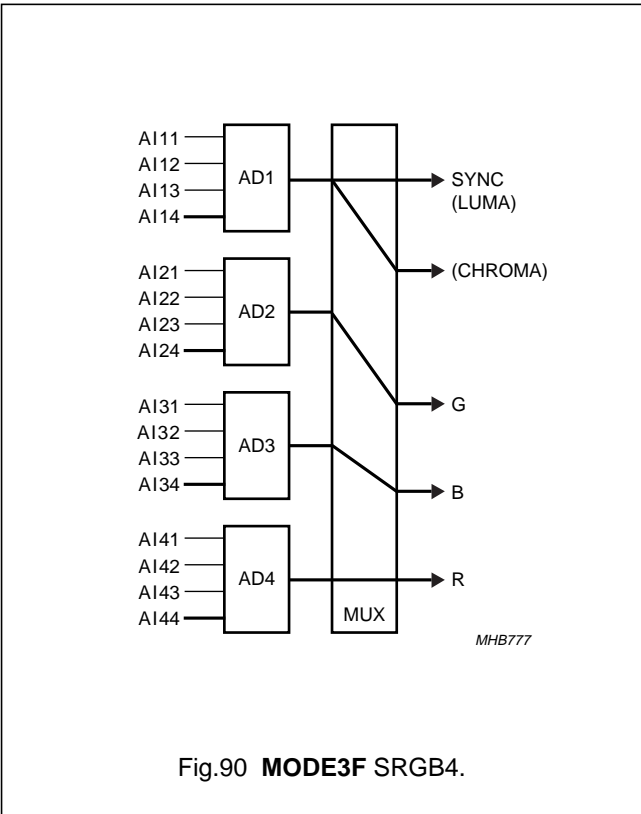 AI11
AI12
AI13
AI14
AD1
SYNC
(LUMA)
(CHROMA)
AI21
AI22
AI23
AI24
AD2
G
AI31
AI32
AI33
AI34
AD3
B
AI41
AI42
AI43
AI44
AD4
R
MUX
MHB777
Fig.90 MODE3F SRGB4.